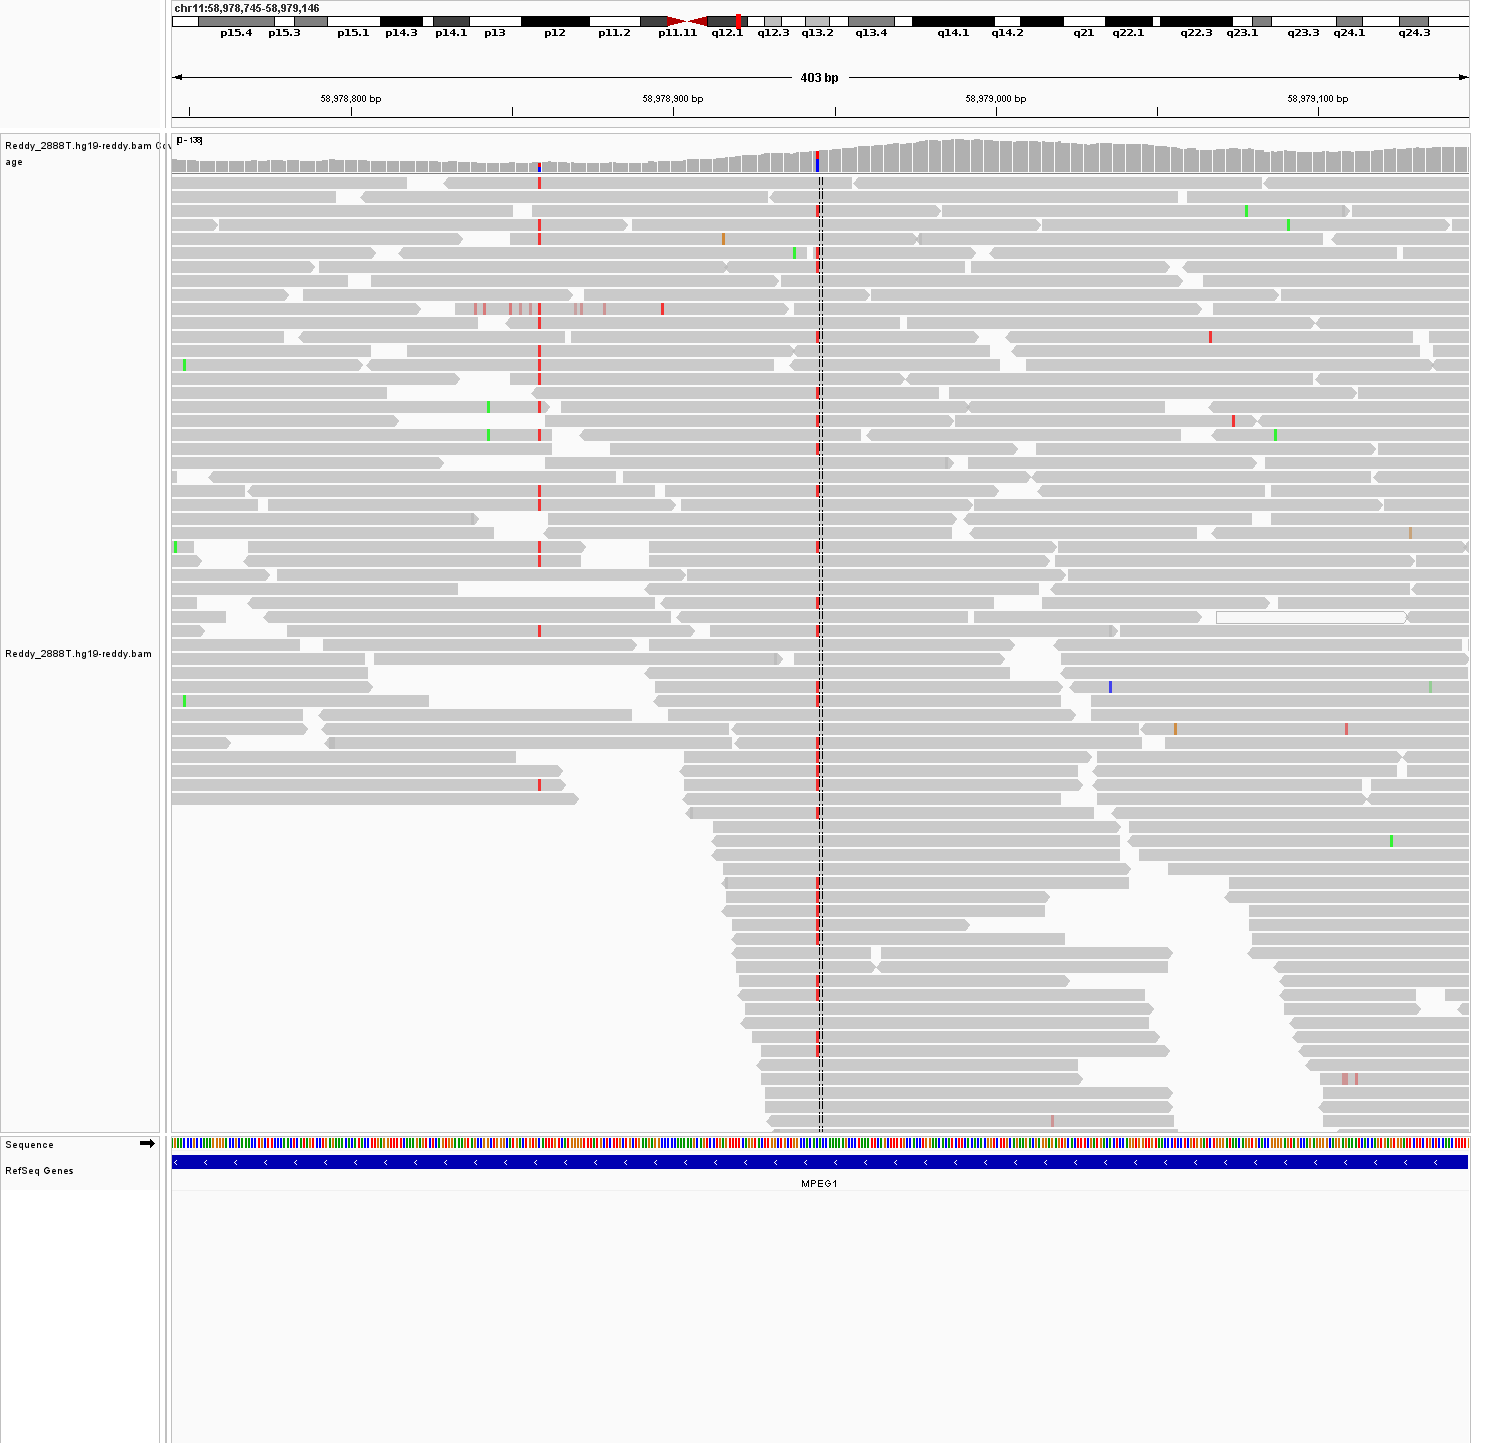 chr11:58,978,745-58,979,146
p15.4 p15.3 p15.1 p14.3 p14.1 p13 p12 p11.2 p11.11 q12.1 q12.3 q13.2 q13.4 q14.1 q14.2 q21 q22.1 q22.3 q23.1 q23.3 q24.1 q24.3
403 bp
58,978,800 bp 58,978,900 bp 58,979,000 bp 58,979,100 bp
[0 - 138]
Reddy_2888T.hg19-reddy.bam Cov
age
Reddy_2888T.hg19-reddy.bam
Sequence
RefSeq Genes
MPEG1